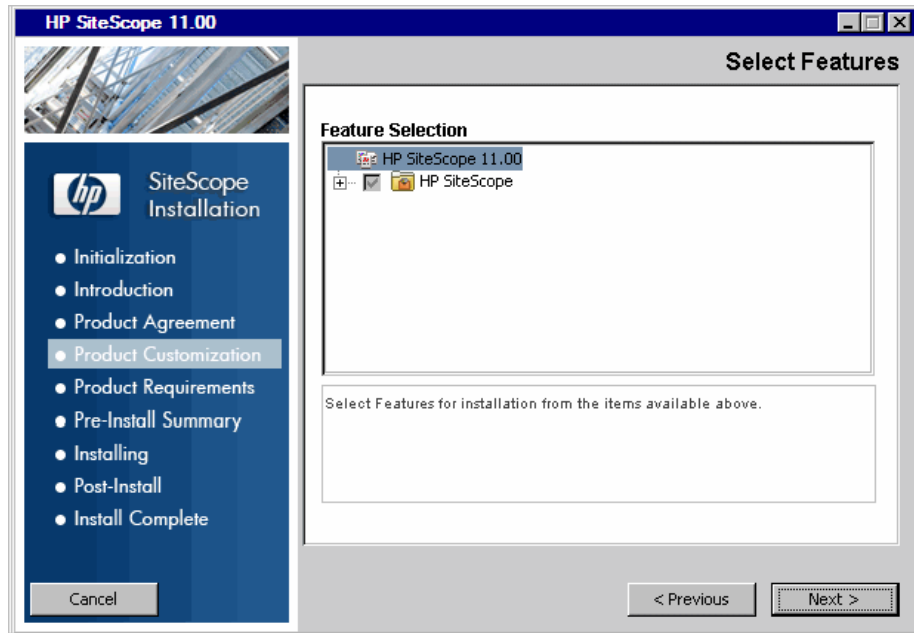 HP SiteScope 11.00
Select Features
hp
SiteScope
Installation
Initialization
Introduction
Product Agreement
Product Customization
Product Requirements
Pre-Install Summary
Installing
Post-Install
Install Complete
Feature Selection
HP SiteScope 11.00
HP SiteScope
Select Features for installation from the items available above.
Cancel
< Previous
Next >